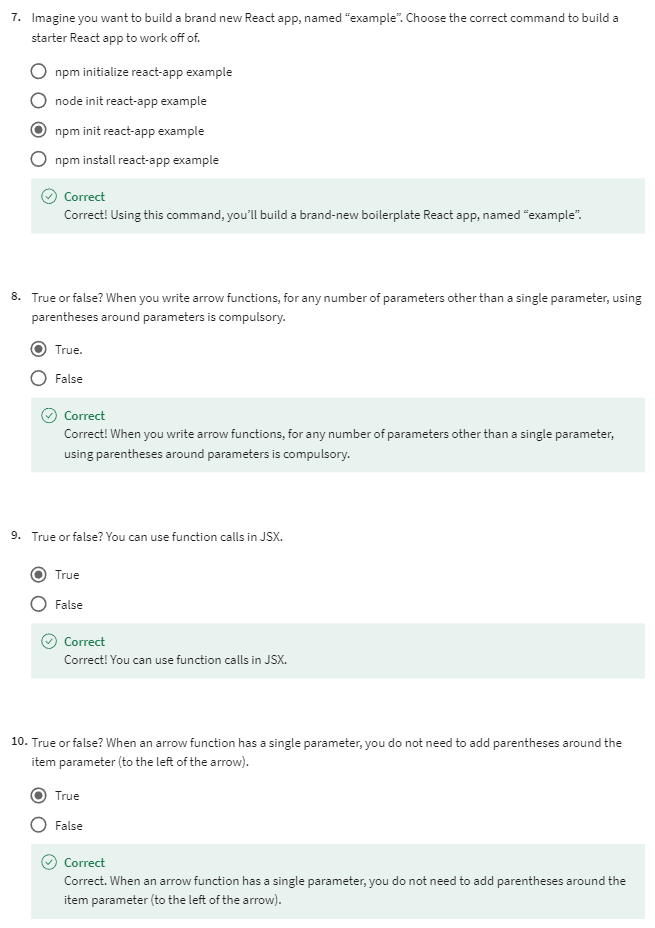 7. Imagine you want to build a brand new React app, named “example”. Choose the correct command to build a
starter React app to work off of.
npm initialize react-app example
node init react-app example
npm init react-app example
npm install react-app example
Correct
Correct! Using this command, you’ll build a brand-new boilerplate React app, named “example”.
8. True or false? When you write arrow functions, for any number of parameters other than a single parameter, using
parentheses around parameters is compulsory.
True.
False
Correct
Correct! When you write arrow functions, for any number of parameters other than a single parameter,
using parentheses around parameters is compulsory.
9. True or false? You can use function calls in JSX.
True
False
Correct
Correct! You can use function calls in JSX.
10. True or false? When an arrow function has a single parameter, you do not need to add parentheses around the
item parameter (to the left of the arrow).
True
False
Correct
Correct. When an arrow function has a single parameter, you do not need to add parentheses around the
item parameter (to the left of the arrow).